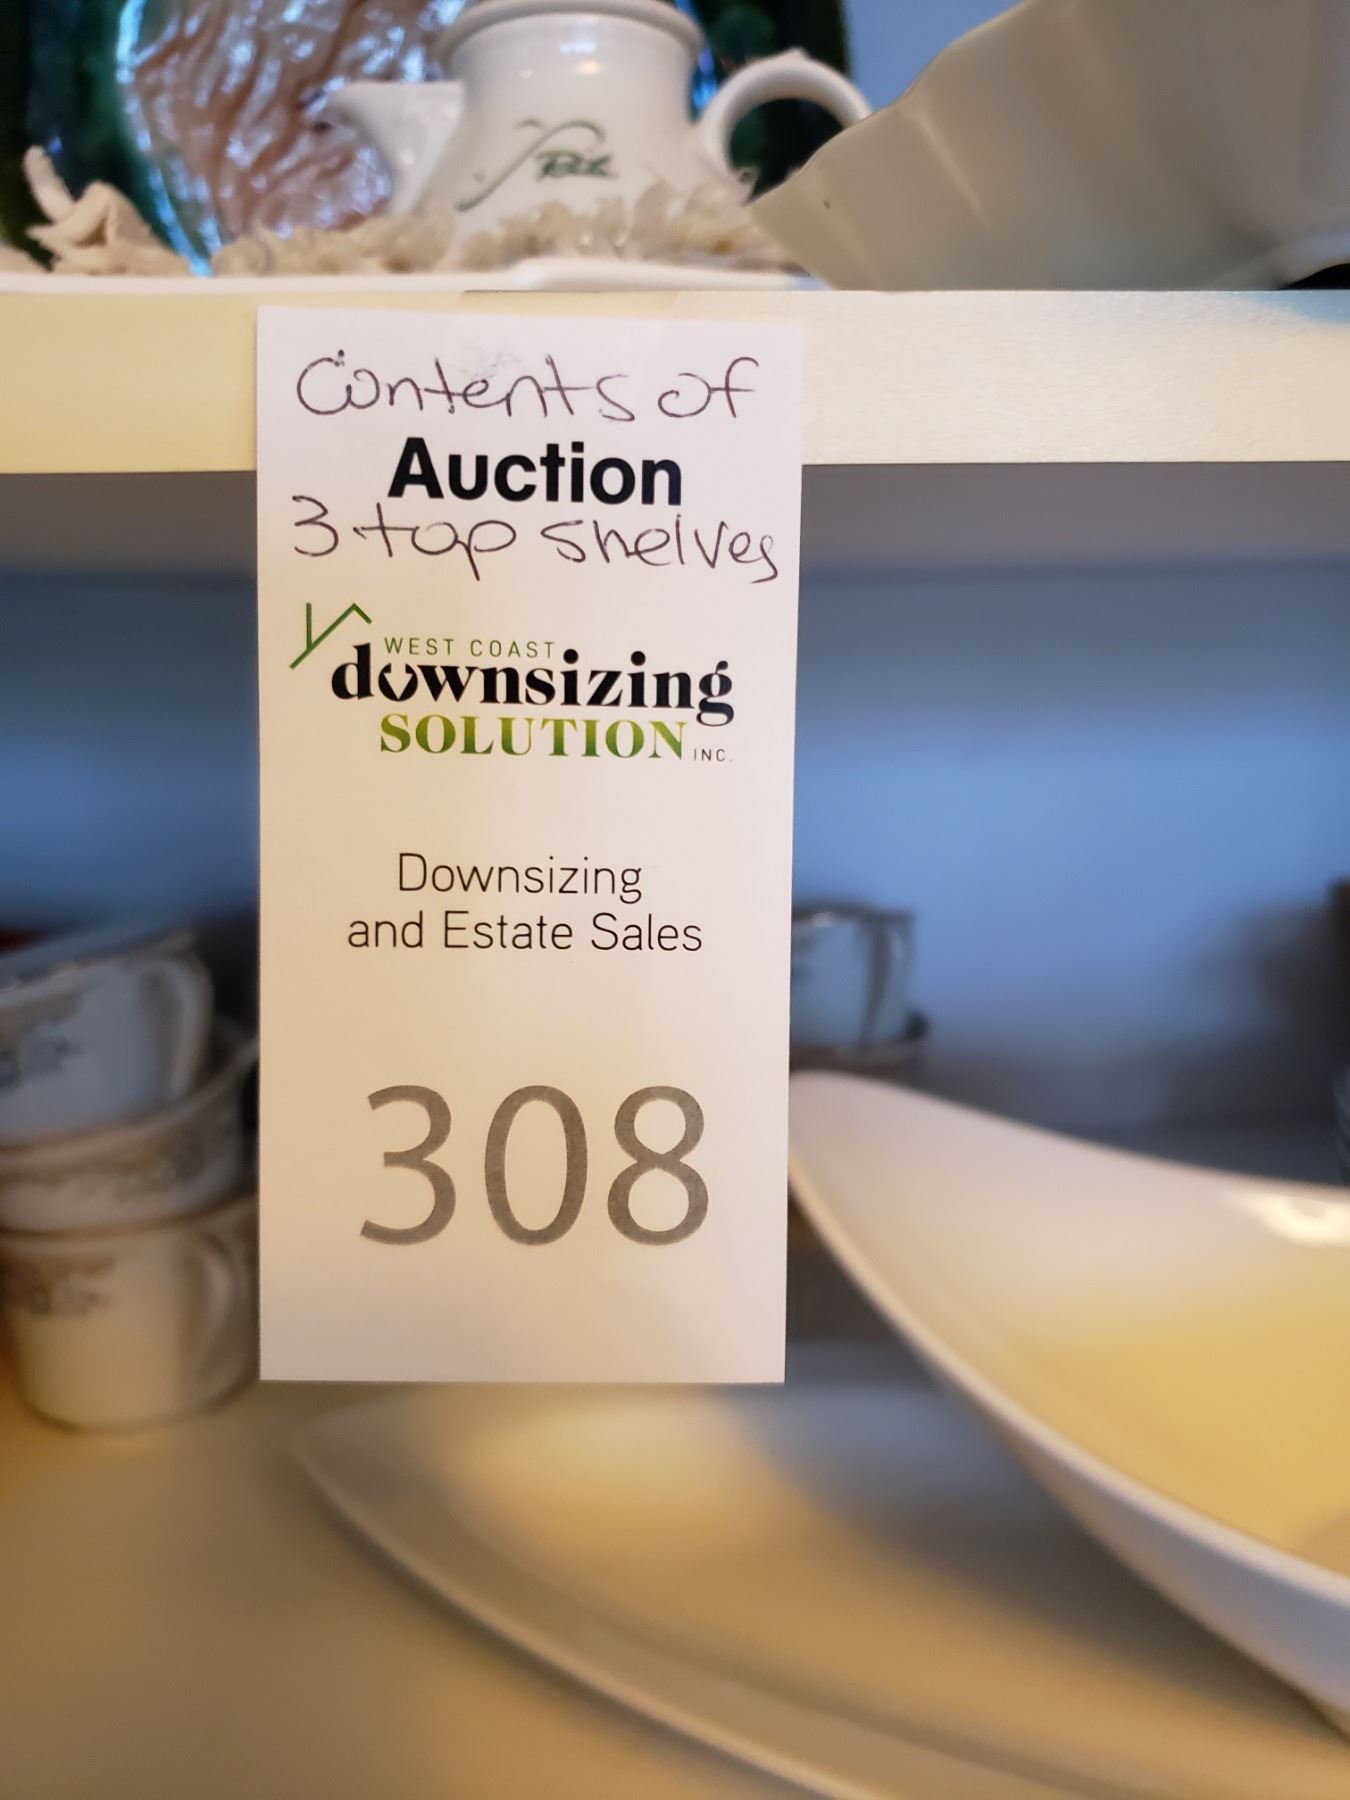 Contents of
Auction
3 top shelves
WEST COAST
downsizing
SOLUTION INC.
Downsizing
and Estate Sales
308